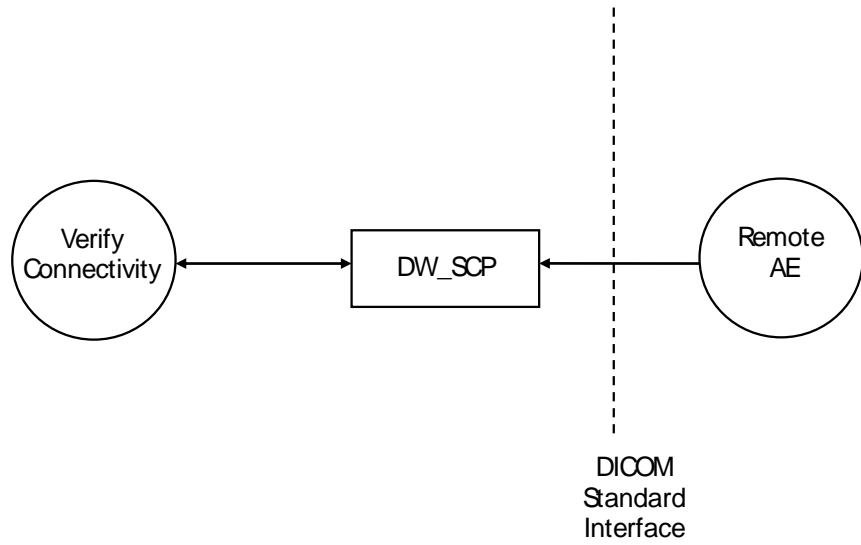 Verify
Connectivity
DW_SCP
Remote
AE
DICOM
Standard
Interface